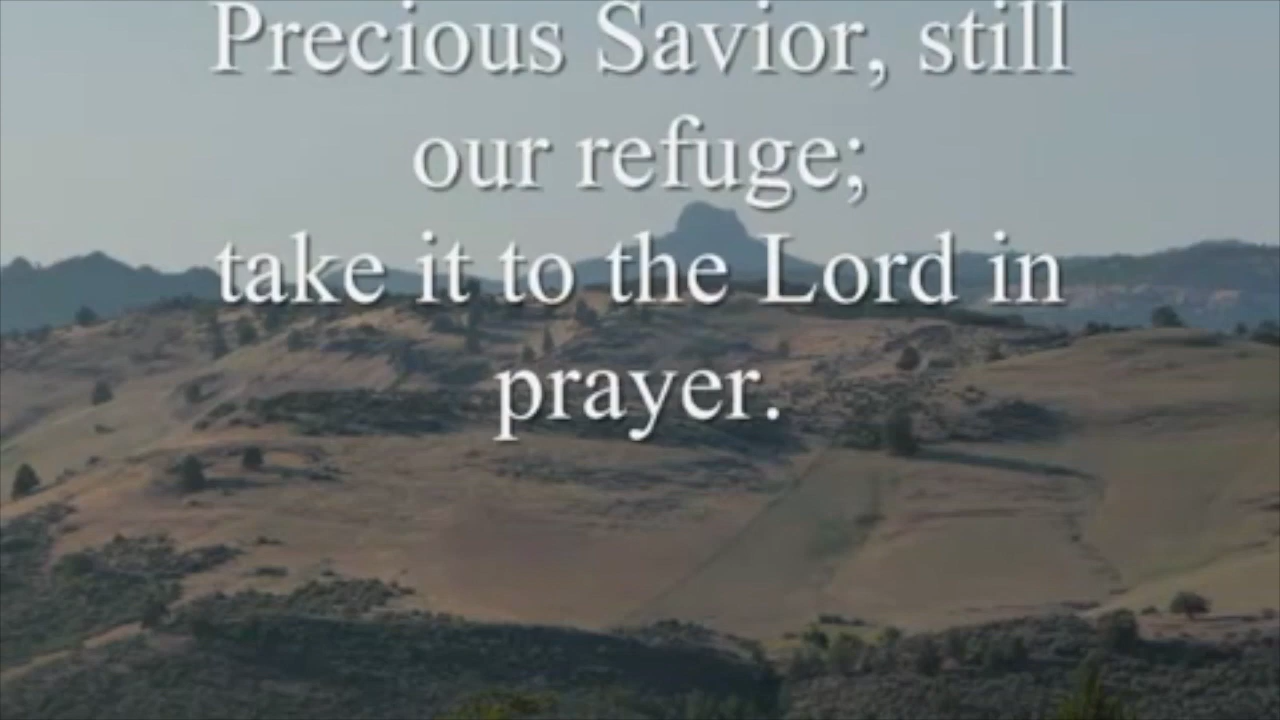 Precious Savior, still
our refuge;
take it to the Lord in
prayer.